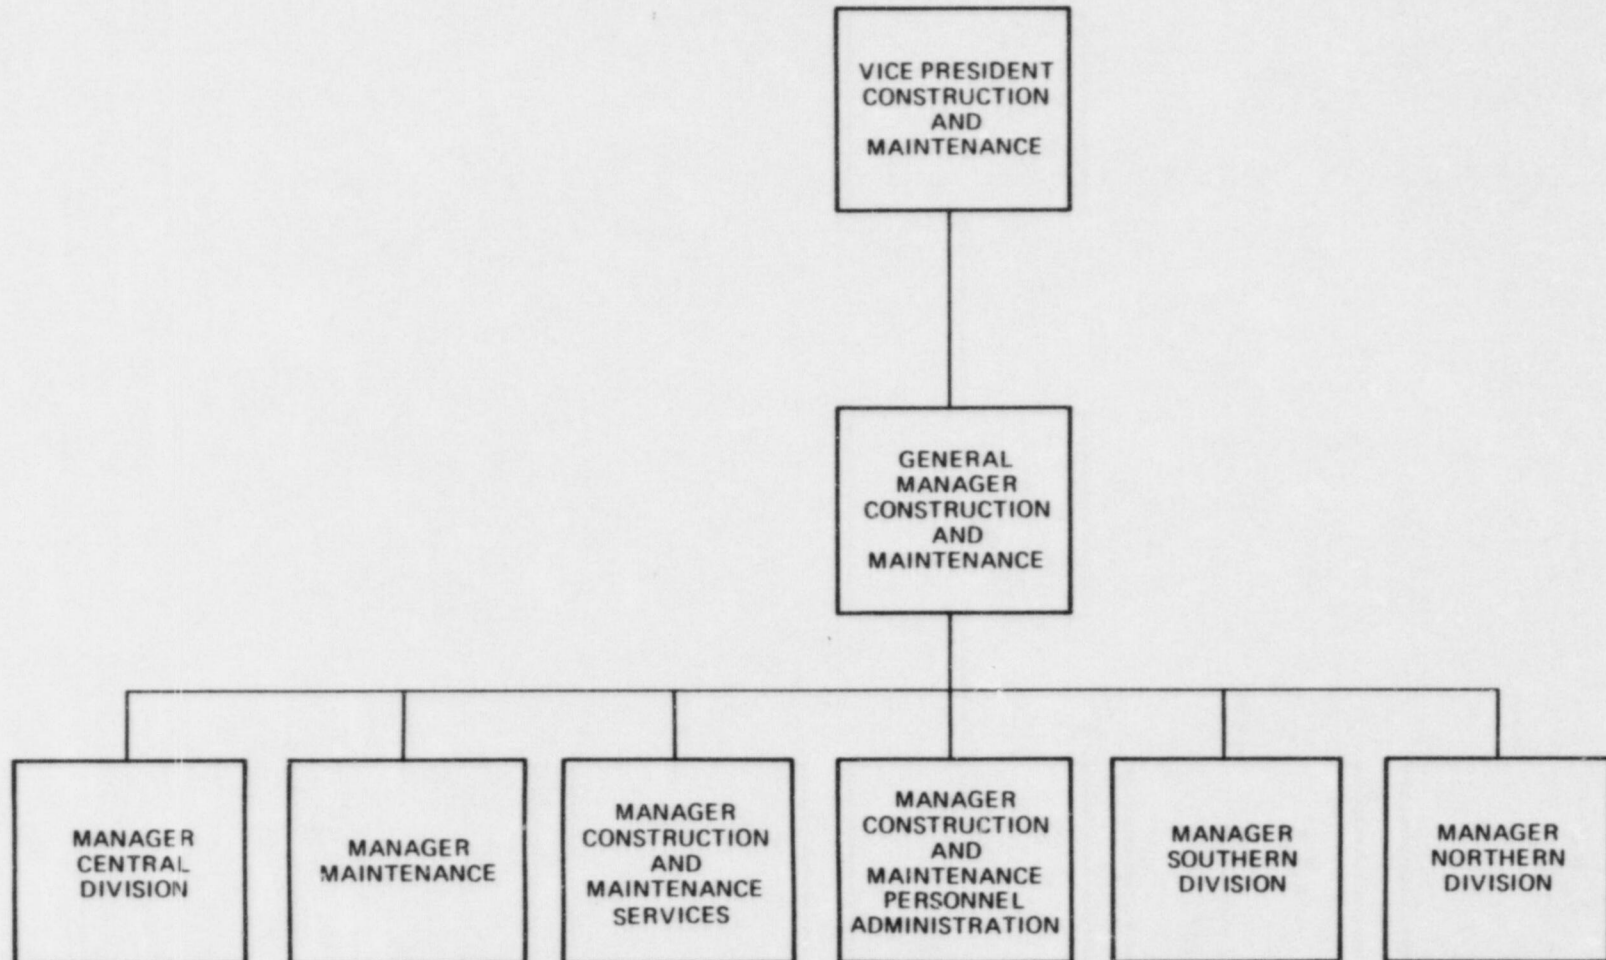 VICE PRESIDENT
CONSTRUCTION
AND
MAINTENANCE
GENERAL
MANAGER
CONSTRUCTION
AND
MAINTENANCE
MANAGER
CENTRAL
DIVISION
MANAGER
MAINTENANCE
MANAGER
CONSTRUCTION
AND
MAINTENANCE
SERVICES
MANAGER
CONSTRUCTION
AND
MAINTENANCE
PERSONNEL
ADMINISTRATION
MANAGER
SOUTHERN
DIVISION
MANAGER
NORTHERN
DIVISION